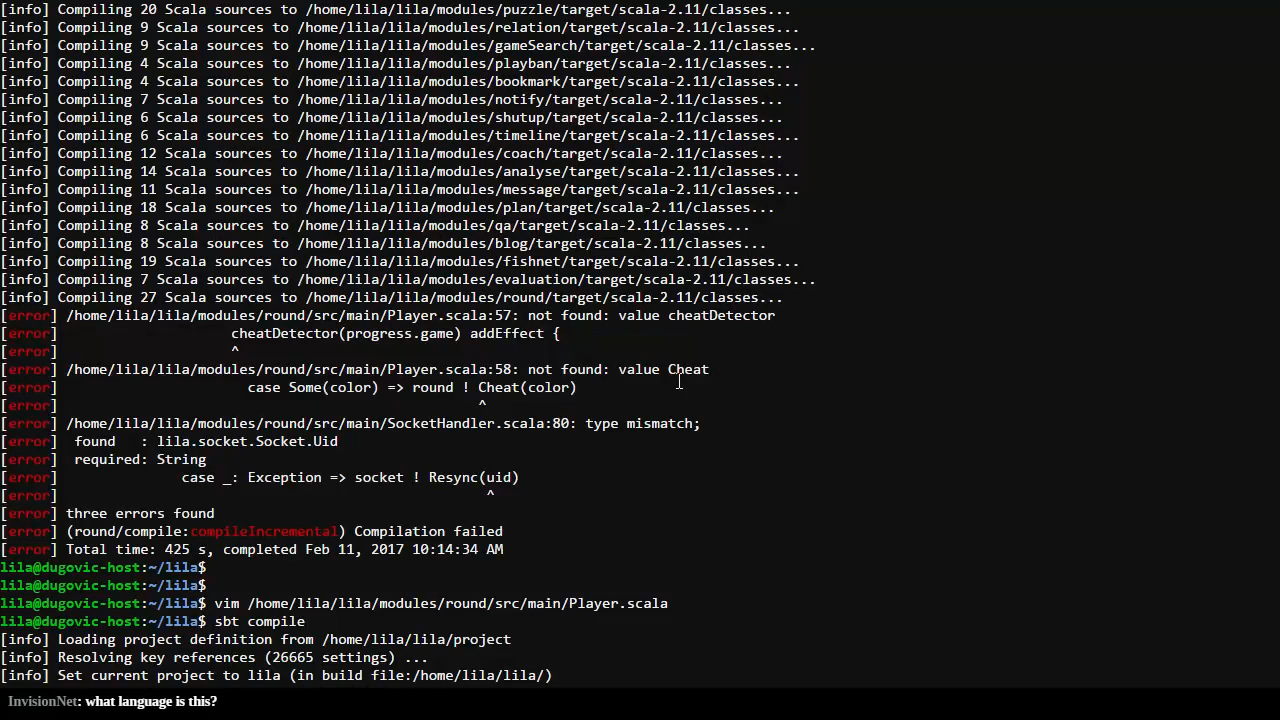 [info] Compiling 20 Scala sources to /home/lila/lila/modules/puzzle/target/scala-2.11/classes...
[info] Compiling 9 Scala sources to /home/lila/lila/modules/relation/target/scala-2.11/classes...
[info] Compiling 9 Scala sources to /home/lila/lila/modules/gameSearch/target/scala-2.11/classes...
[info] Compiling 4 Scala sources to /home/lila/lila/modules/playban/target/scala-2.11/classes...
[info] Compiling 4 Scala sources to /home/lila/lila/modules/bookmark/target/scala-2.11/classes...
[info] Compiling 7 Scala sources to /home/lila/lila/modules/notify/target/scala-2.11/classes...
[info] Compiling 6 Scala sources to /home/lila/lila/modules/shutup/target/scala-2.11/classes...
[info] Compiling 6 Scala sources to /home/lila/lila/modules/timeline/target/scala-2.11/classes...
[info] Compiling 12 Scala sources to /home/lila/lila/modules/coach/target/scala-2.11/classes...
[info] Compiling 14 Scala sources to /home/lila/lila/modules/analyse/target/scala-2.11/classes...
[info] Compiling 11 Scala sources to /home/lila/lila/modules/message/target/scala-2.11/classes...
[info] Compiling 18 Scala sources to /home/lila/lila/modules/plan/target/scala-2.11/classes...
[info] Compiling 8 Scala sources to /home/lila/lila/modules/qa/target/scala-2.11/classes...
[info] Compiling 8 Scala sources to /home/lila/lila/modules/blog/target/scala-2.11/classes...
[info] Compiling 19 Scala sources to /home/lila/lila/modules/fishnet/target/scala-2.11/classes...
[info] Compiling 7 Scala sources to /home/lila/lila/modules/evaluation/target/scala-2.11/classes...
[info] Compiling 27 Scala sources to /home/lila/lila/modules/round/target/scala-2.11/classes...
[error] /home/lila/lila/modules/round/src/main/Player.scala:57: not found: value cheatDetector
[error]                     cheatDetector(progress.game) addEffect {
[error]                     ^
[error] /home/lila/lila/modules/round/src/main/Player.scala:58: not found: value Cheat
[error]                       case Some(color) => round ! Cheat(color)
[error]                                                   ^
[error] /home/lila/lila/modules/round/src/main/SocketHandler.scala:80: type mismatch;
[error]  found   : lila.socket.Socket.Uid
[error]  required: String
[error]               case _: Exception => socket ! Resync(uid)
[error]                                                    ^
[error] three errors found
[error] (round/compile:compileIncremental) Compilation failed
[error] Total time: 425 s, completed Feb 11, 2017 10:14:34 AM
lila@dugovic-host:~/lila$
lila@dugovic-host:~/lila$
lila@dugovic-host:~/lila$ vim /home/lila/lila/modules/round/src/main/Player.scala
lila@dugovic-host:~/lila$ sbt compile
[info] Loading project definition from /home/lila/lila/project
[info] Resolving key references (26665 settings) ...
[info] Set current project to lila (in build file:/home/lila/lila/)
InvisionNet: what language is this?